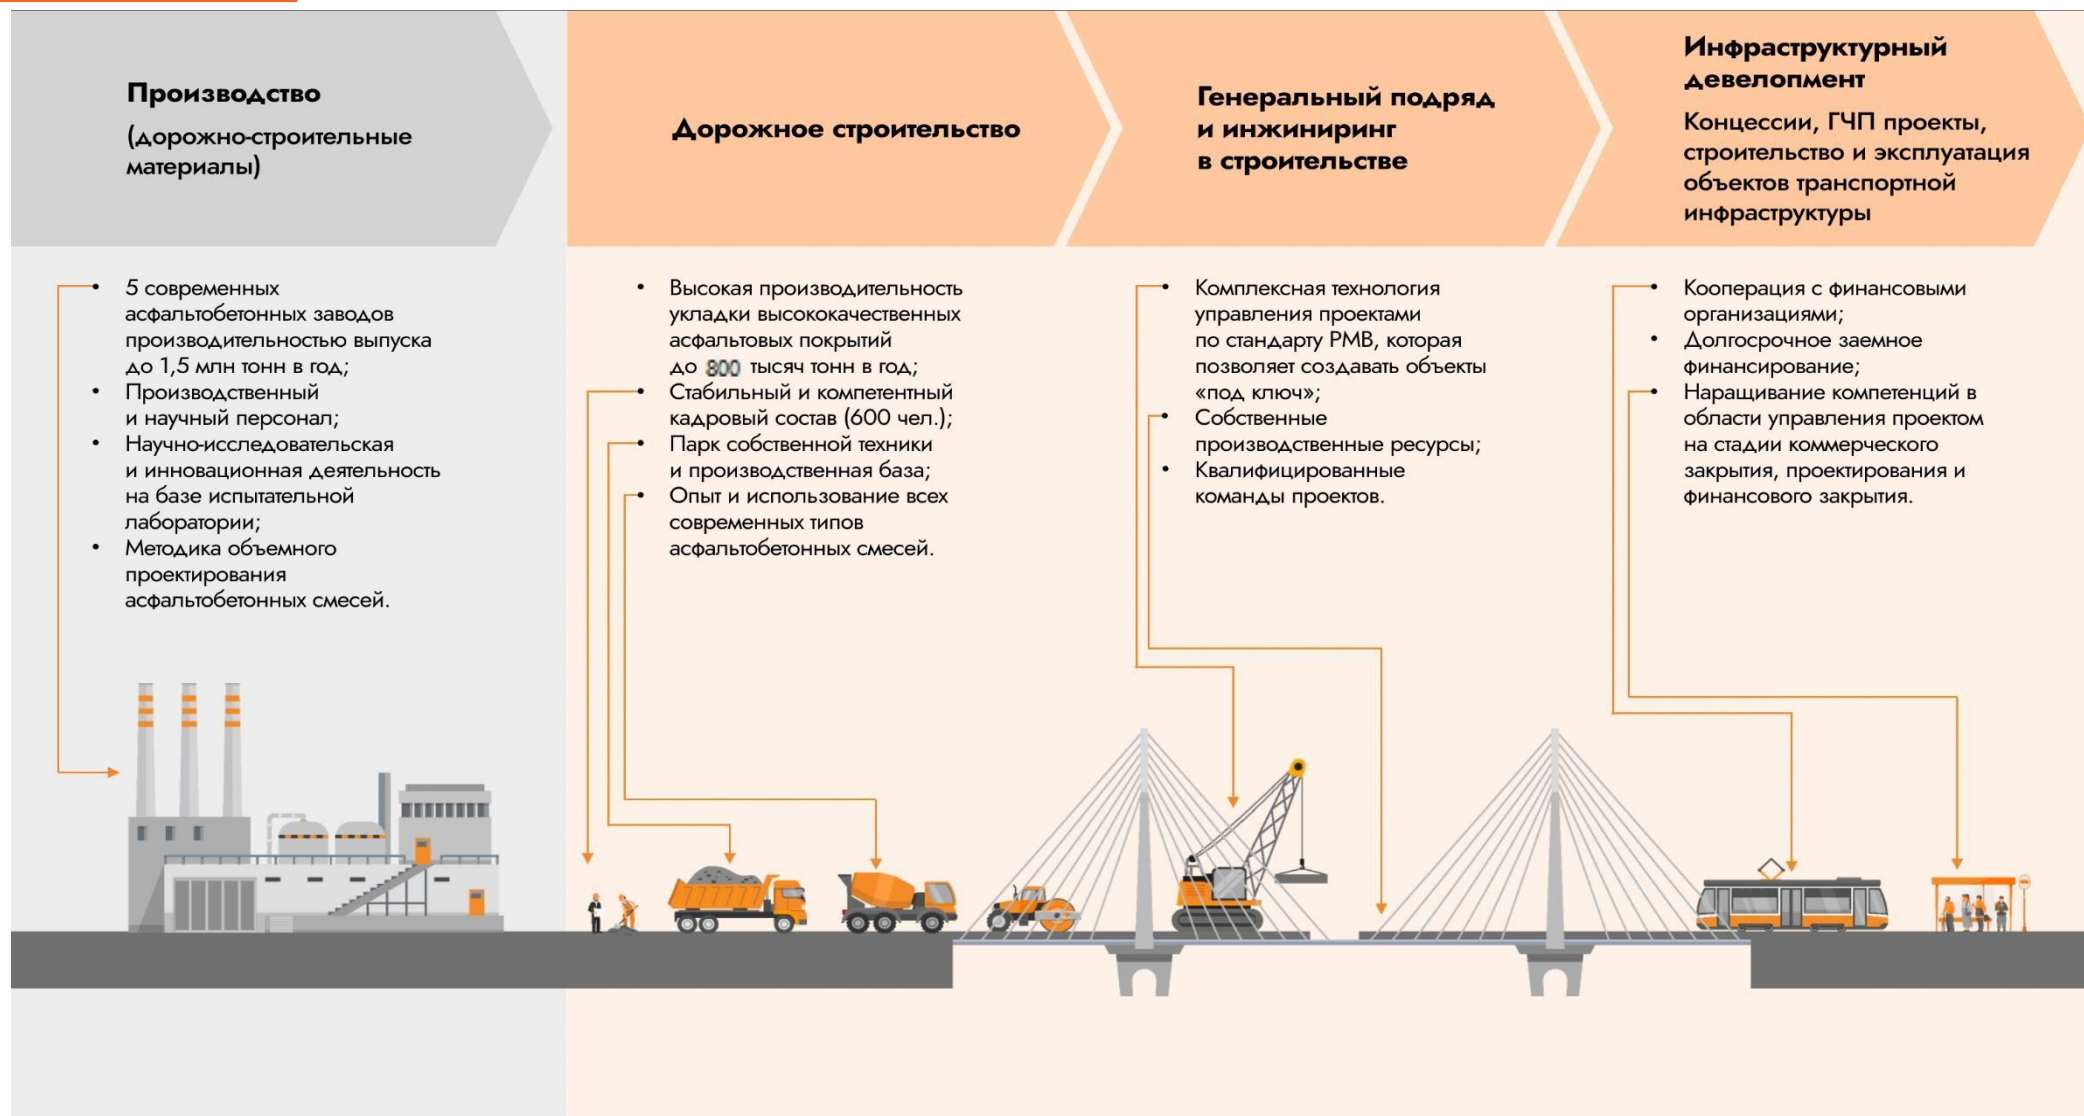 Производство
(дорожно-строительные
материалы)
• 5 современных
асфальтобетонных заводов
производительностью выпуска
до 1,5 млн тонн в год;
• Производственный
и научный персонал;
• Научно-исследовательская
и инновационная деятельность
на базе испытательной
лаборатории;
• Методика объемного
проектирования
асфальтобетонных смесей.
Дорожное строительство
• Высокая производительность
укладки высококачественных
асфальтовых покрытий
до 800 тысяч тонн в год;
• Стабильный и компетентный
кадровый состав (600 чел.);
• Парк собственной техники
и производственная база;
• Опыт и использование всех
современных типов
асфальтобетонных смесей.
Генеральный подряд
и инжиниринг
в строительстве
• Комплексная технология
управления проектами
по стандарту PMB, которая
позволяет создавать объекты
«под ключ»;
• Собственные
производственные ресурсы;
• Квалифицированные
команды проектов.
Инфраструктурный
девелопмент
Концессии, ГЧП проекты,
строительство и эксплуатация
объектов транспортной
инфраструктуры
• Кооперация с финансовыми
организациями;
• Долгосрочное заемное
финансирование;
• Наращивание компетенций в
области управления проектом
на стадии коммерческого
закрытия, проектирования и
финансового закрытия.